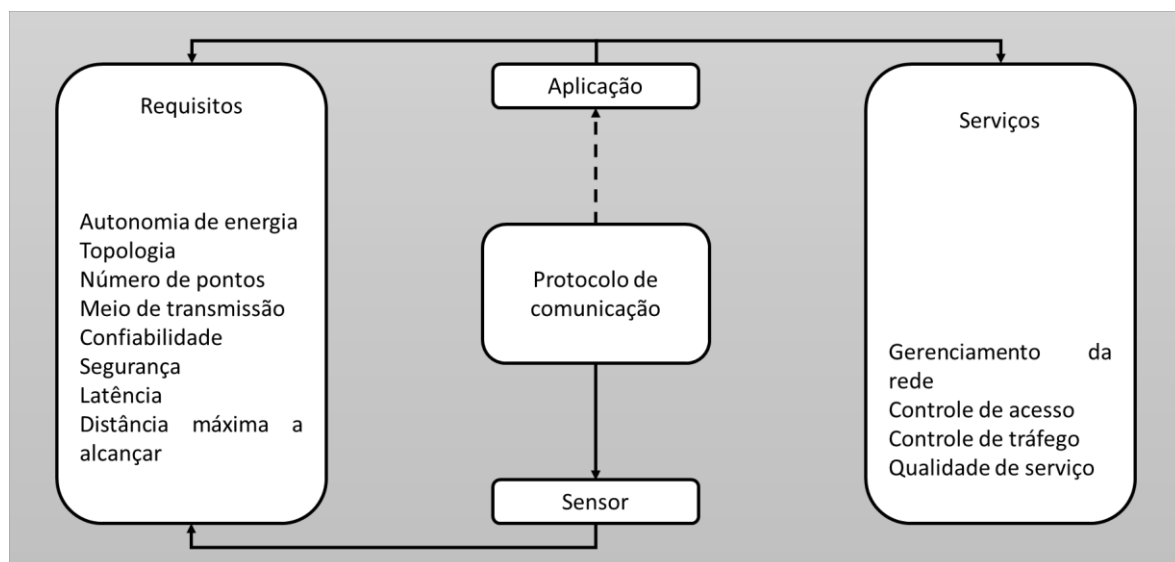 Requisitos
Autonomia de energia
Topologia
Número de pontos
Meio de transmissão
Confiabilidade
Segurança
Latência
Distância máxima a
alcançar
Aplicação
Protocolo de
comunicação
Sensor
Serviços
Gerenciamento da
rede
Controle de acesso
Controle de tráfego
Qualidade de serviço